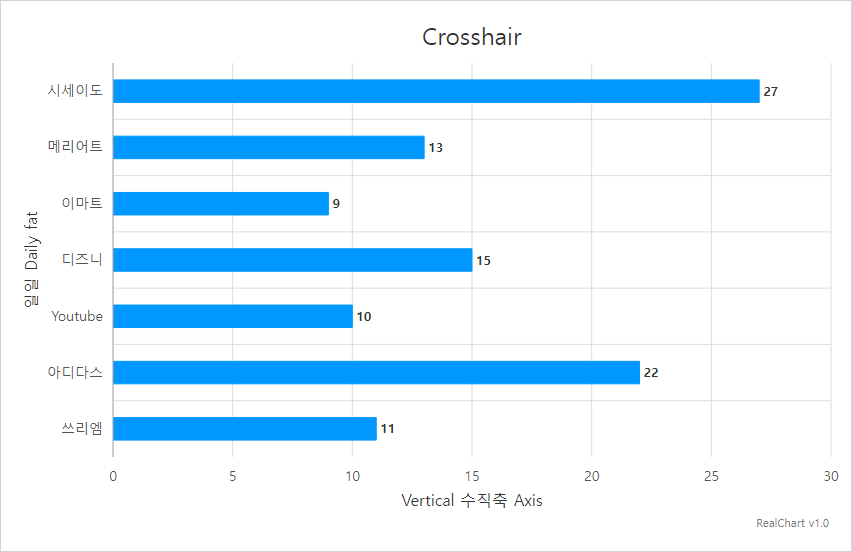 Crosshair
시세이도
27
메리어트
13
이마트
9
디즈니
15
Youtube
10
아디다스
22
쓰리엠
11
일일 Daily fat
0 5 10 15 20 25 30
Vertical 수직축 Axis
RealChart v1.0